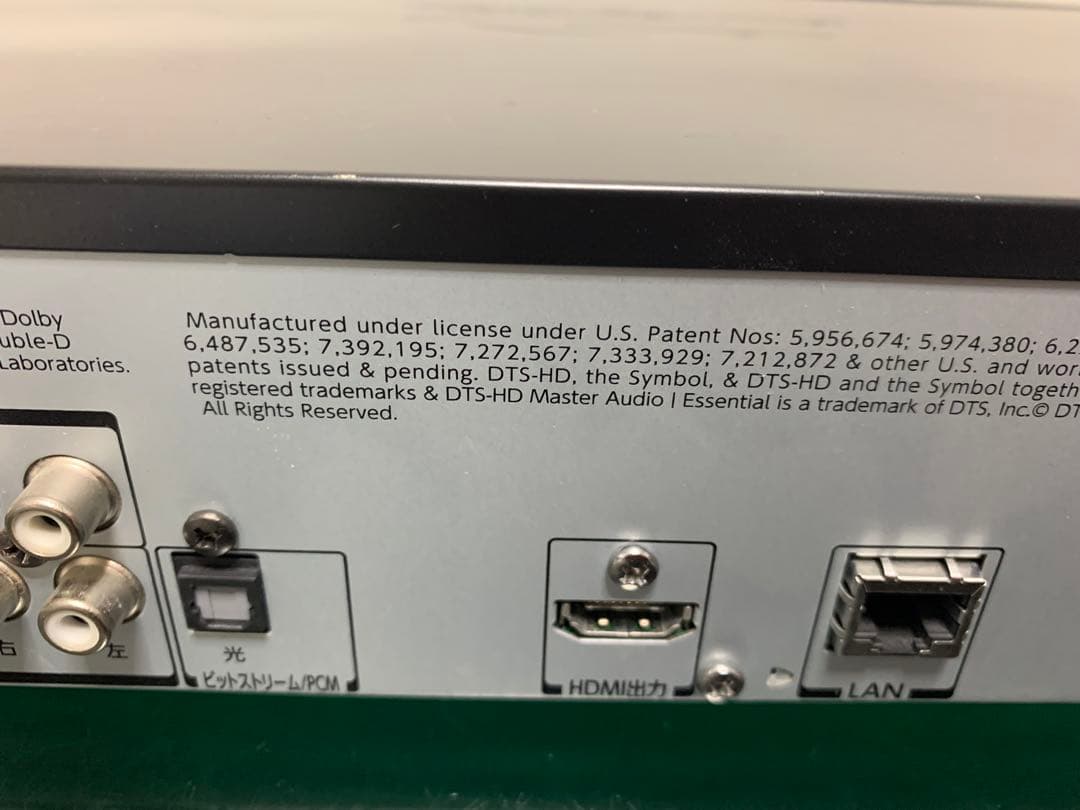 Dolby
uble-D
Laboratories.
Manufactured under license under U.S. Patent Nos: 5,956,674; 5,974,380; 6,2
6,487,535; 7,392,195; 7,272,567; 7,333,929; 7,212,872 & other U.S. and wor
patents issued & pending. DTS-HD, the Symbol, & DTS-HD and the Symbol togeth
registered trademarks & DTS-HD Master Audio | Essential is a trademark of DTS, Inc.© DT
All Rights Reserved.
右 左
光
ビットストリーム/PCM
HDMI出力
LAN